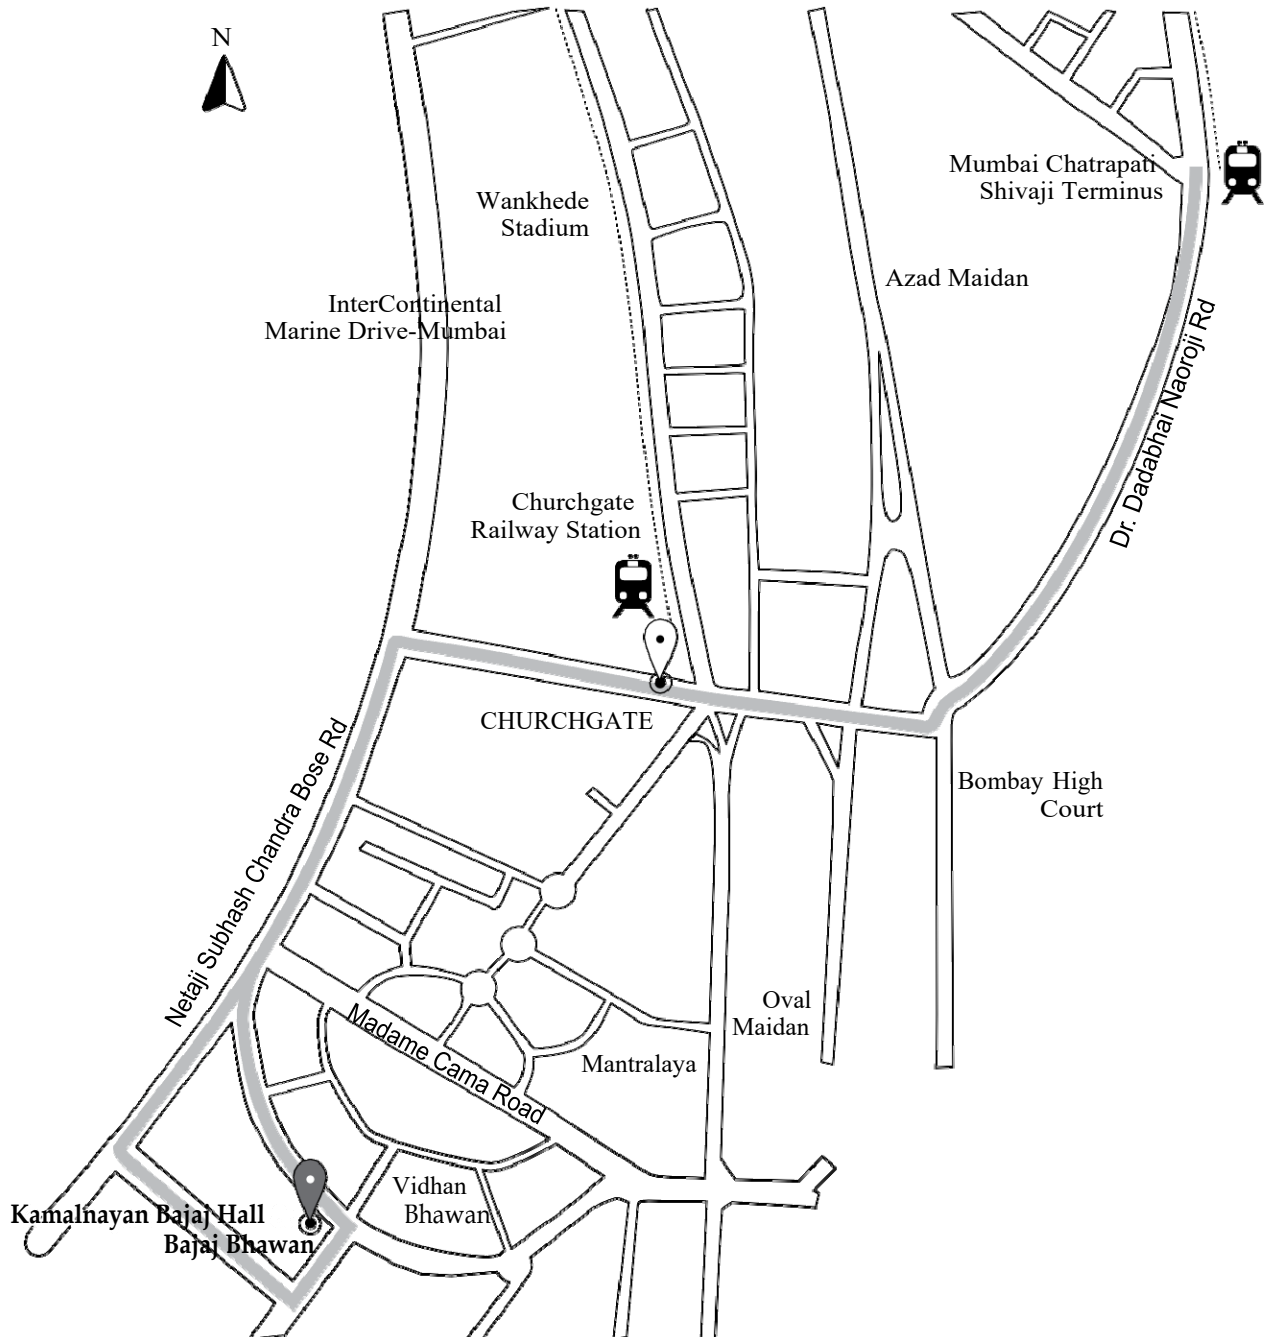 N
Mumbai Chatrapati
Shivaji Terminus
Wankhede
Stadium
Azad Maidan
InterContinental
Marine Drive-Mumbai
Dr. Dadabhai Naoroji Rd
Churchgate
Railway Station
CHURCHGATE
Netaji Subhash Chandra Bose Rd
Bombay High
Court
Oval
Maidan
Madame Cama Road
Mantralaya
Vidhan
Bhawan
Kamalnayan Bajaj Hall
Bajaj Bhawan